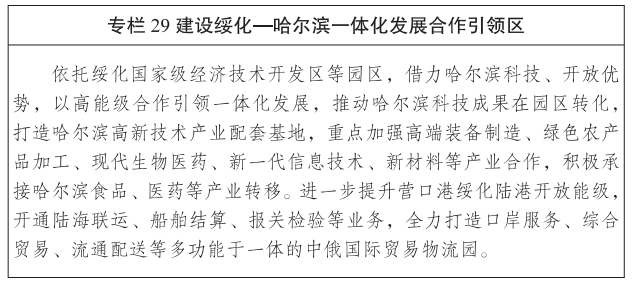 专栏 29 建设绥化—哈尔滨一体化发展合作引领区
依托绥化国家级经济技术开发区等园区，借力哈尔滨科技、开放优
势，以高能级合作引领一体化发展，推动哈尔滨科技成果在园区转化，
打造哈尔滨高新技术产业配套基地，重点加强高端装备制造、绿色农产
品加工、现代生物医药、新一代信息技术、新材料等产业合作，积极承
接哈尔滨食品、医药等产业转移。进一步提升营口港绥化陆港开放能级，
开通陆海联运、船舶结算、报关检验等业务，全力打造口岸服务、综合
贸易、流通配送等多功能于一体的中俄国际贸易物流园。